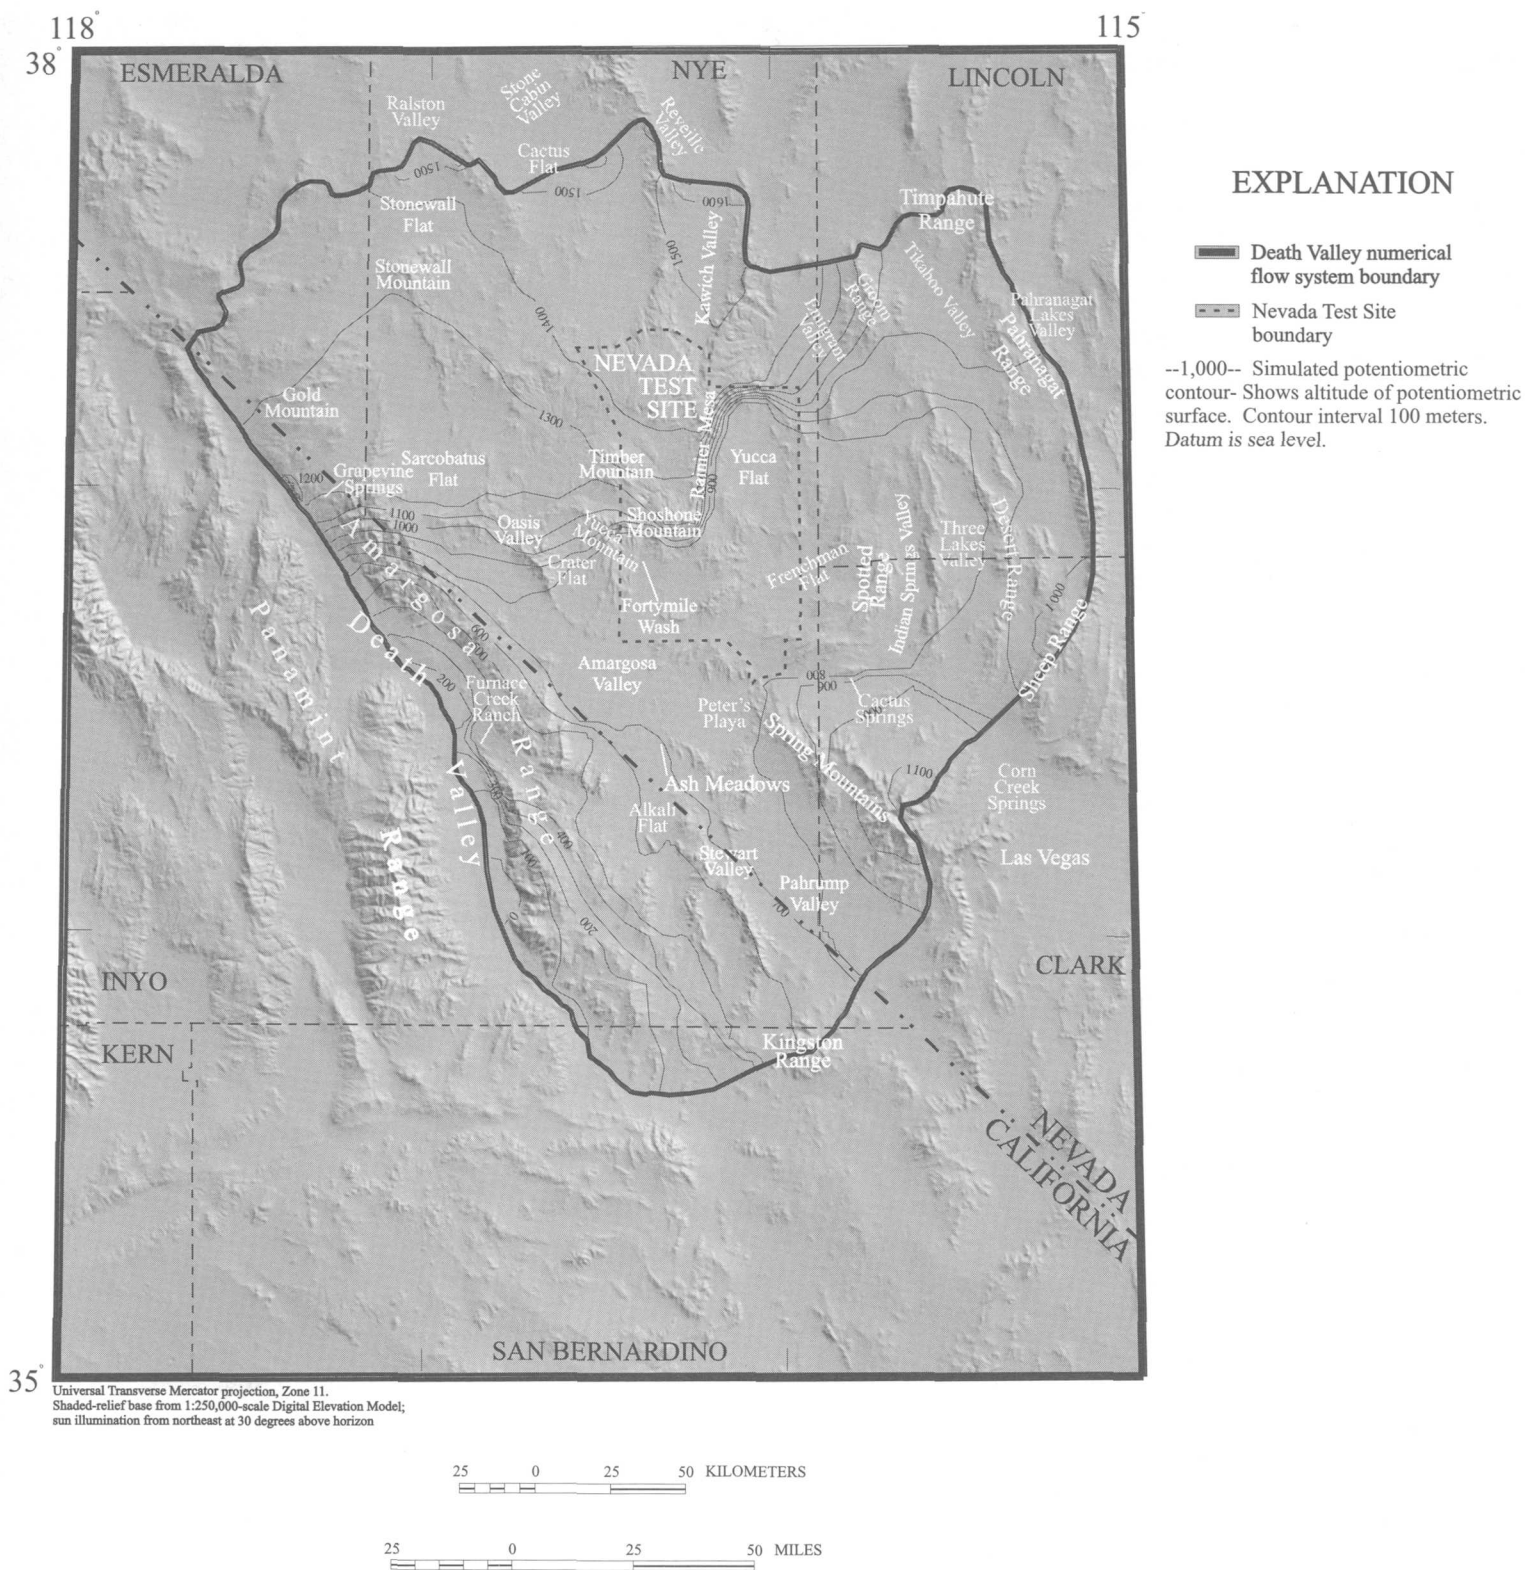 118°
115
38°
ESMERALDA
NYE
LINCOLN
Stone
Cabin
Valley
Ralston
Valley
Reveille
Valley
Cactus
Flat
1500
1500
1600
Stonewall
Flat
Timpahute
Range
Kawich Valley
1500
Tikaboo Valley
Stonewall
Mountain
Groom
Range
Emigrant
Valley
Pahranagat
Lakes
Valley
Pahranagat
Range
1400
NEVADA
TEST
SITE
Gold
Mountain
1300
Rainier Mesa
Sarcobatus
Flat
Timber
Mountain
Yucca
Flat
Grapevine
Springs
1200
900
1100
1000
Oasis
Valley
Yucca
Mountain
Shoshone
Mountain
Three
Lakes
Valley
Desert Range
Indian Springs Valley
Spotted
Range
Frenchman
Flat
Crater
Flat
Fortymile
Wash
1000
Sheep Range
Amargosa
Range
Death
Valley
Panamint
Range
600
500
Amargosa
Valley
200
Furnace
Creek
Ranch
800
900
Peter's
Playa
Cactus
Springs
Spring Mountains
1100
Corn
Creek
Springs
Ash Meadows
Alkali
Flat
400
Stewart
Valley
Las Vegas
Pahrump
Valley
700
0
200
CLARK
INYO
KERN
Kingston
Range
NEVADA
CALIFORNIA
SAN BERNARDINO
35°
EXPLANATION
Death Valley numerical
flow system boundary
Nevada Test Site
boundary
--1,000-- Simulated potentiometric
contour- Shows altitude of potentiometric
surface. Contour interval 100 meters.
Datum is sea level.
Universal Transverse Mercator projection, Zone 11.
Shaded-relief base from 1:250,000-scale Digital Elevation Model;
sun illumination from northeast at 30 degrees above horizon
25 0 25 50 KILOMETERS
25 0 25 50 MILES